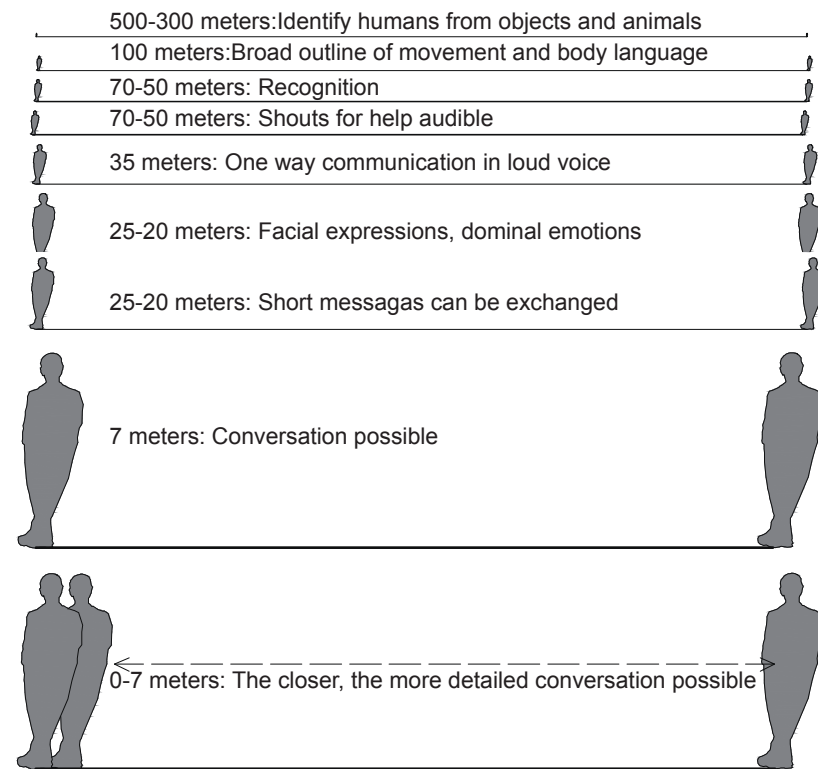 500-300 meters:Identify humans from objects and animals
100 meters:Broad outline of movement and body language
70-50 meters: Recognition
70-50 meters: Shouts for help audible
35 meters: One way communication in loud voice
25-20 meters: Facial expressions, dominal emotions
25-20 meters: Short messagas can be exchanged
7 meters: Conversation possible
0-7 meters: The closer, the more detailed conversation possible